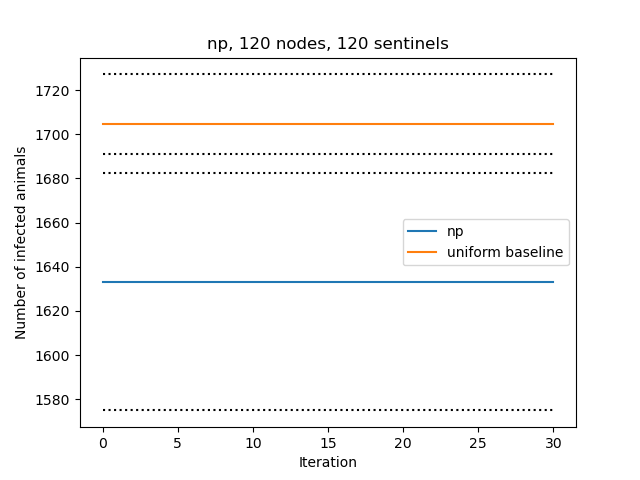 np, 120 nodes, 120 sentinels
Number of infected animals
1720
1700
1680
1660
1640
1620
1600
1580
np
uniform baseline
0 5 10 15 20 25 30
Iteration